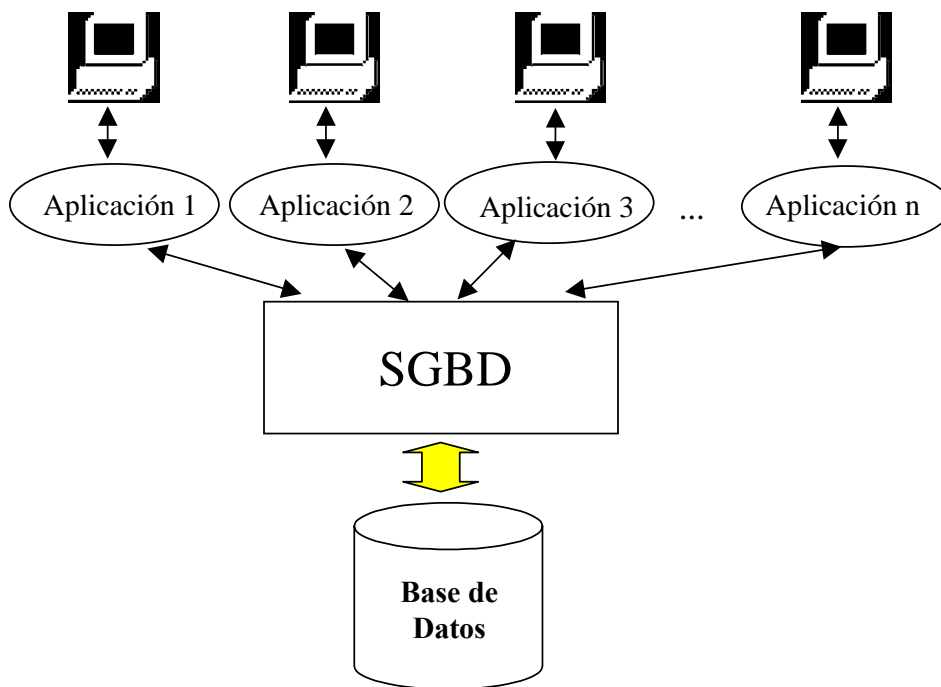 Aplicación 1
Aplicación 2
Aplicación 3
...
Aplicación n
SGBD
Base de
Datos